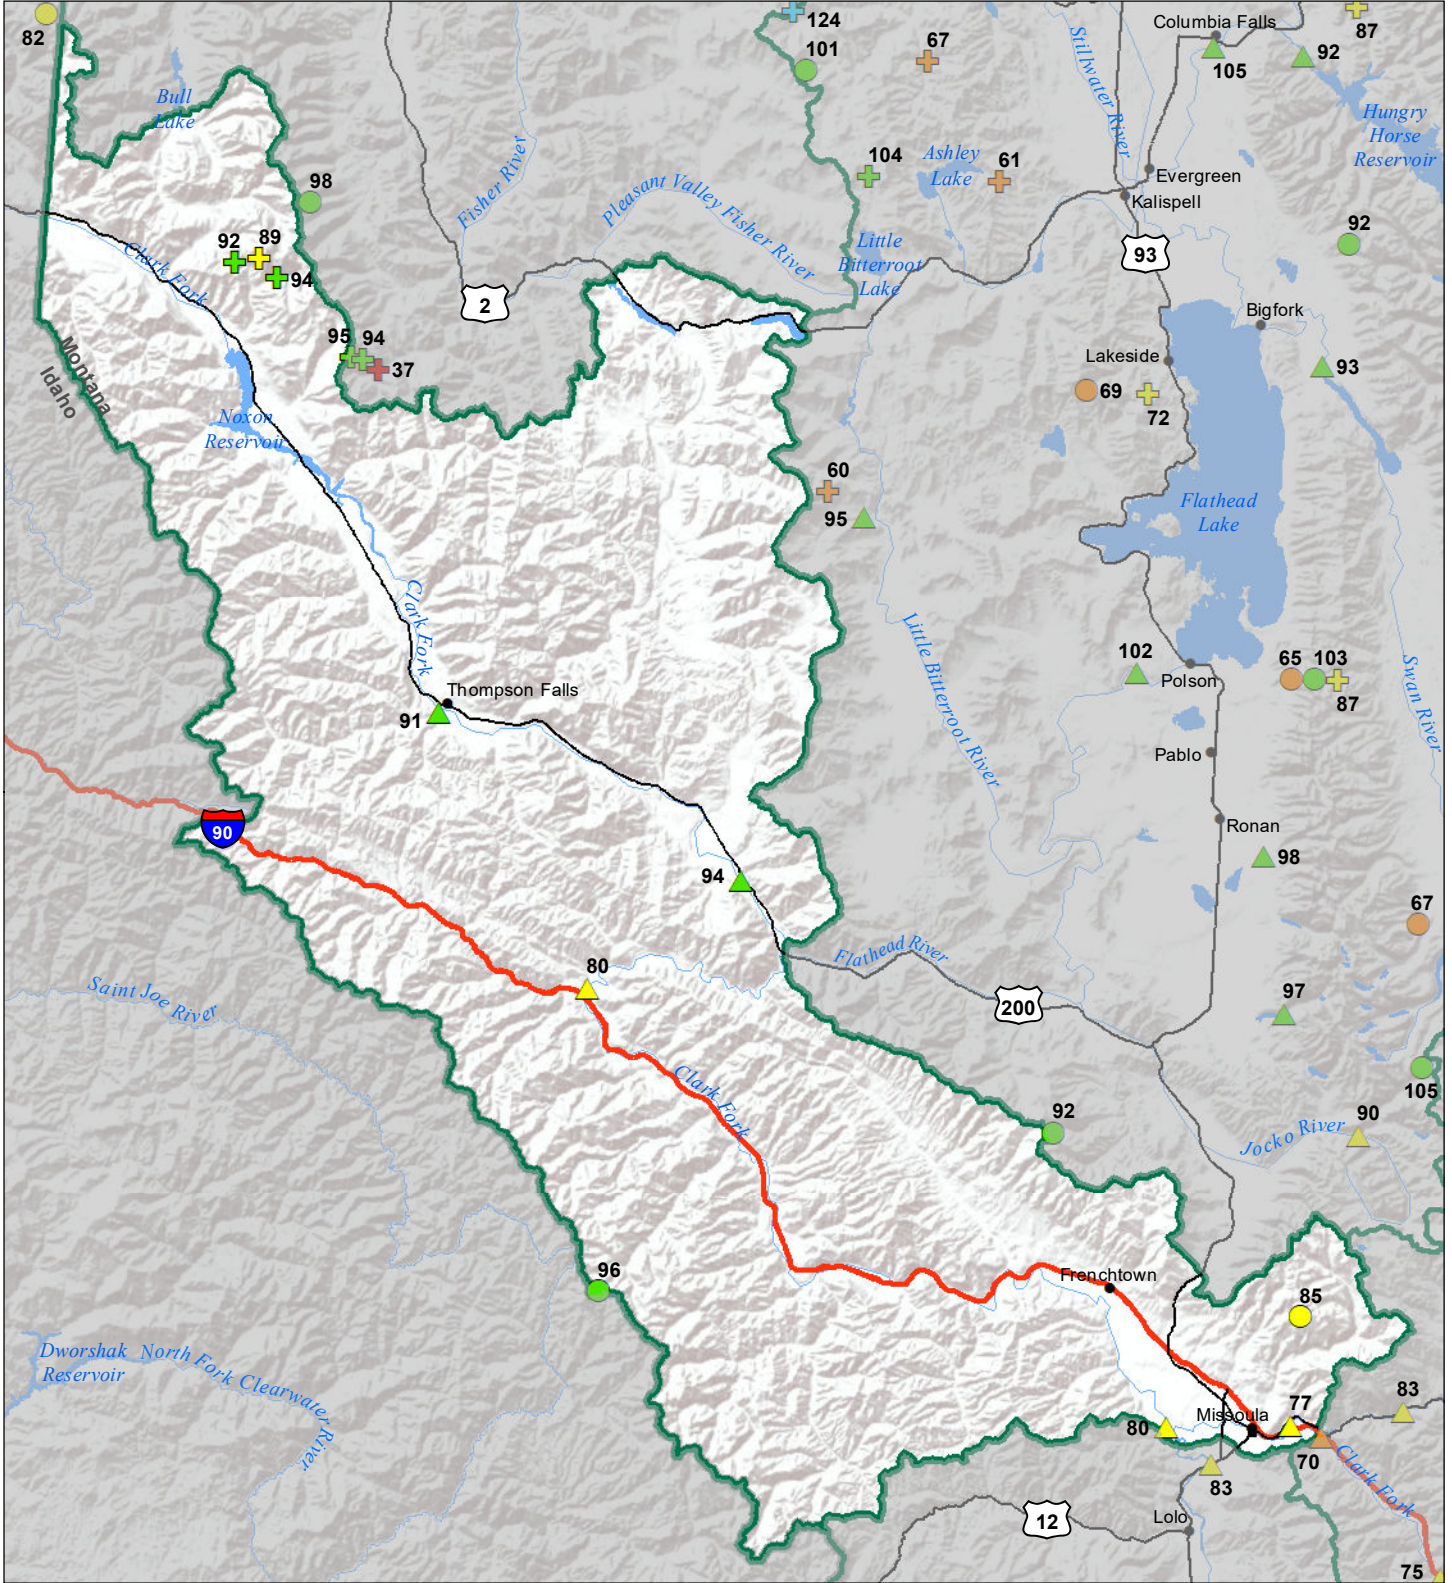 82
124
101
67
Columbia Falls
105
87
92
Stillwater River
Bull
Lake
Hungry
Horse
Reservoir
Fisher River
104
Ashley
Lake
61
Evergreen
Kalispell
Pleasant Valley Fisher River
98
92
89
94
92
93
Little
Bitterroot
Lake
Clark Fork
2
Bigfork
95
94
37
Lakeside
93
69
72
Montana
Idaho
Noxon
Reservoir
60
95
Flathead
Lake
Clark Fork
Little Bitterroot River
102
Polson
65
103
87
Swan River
Thompson Falls
91
Pablo
90
Ronan
98
94
67
Flathead River
80
Saint Joe River
200
97
Clark Fork
105
92
90
Jocko River
96
Frenchtown
85
Dworshak
Reservoir
North Fork Clearwater River
83
77
Missoula
80
70
83
Clark Fork
12
Lolo
75